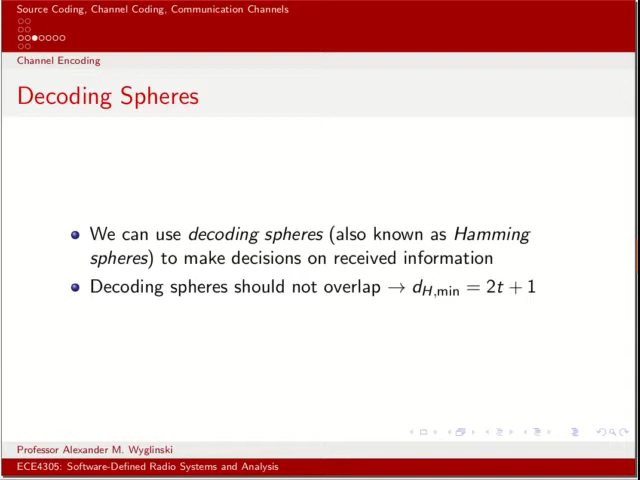 Source Coding, Channel Coding, Communication Channels
Channel Encoding
Decoding Spheres
We can use decoding spheres (also known as Hamming
spheres) to make decisions on received information
Decoding spheres should not overlap → d_{H,min} = 2t + 1
Professor Alexander M. Wyglinski
ECE4305: Software-Defined Radio Systems and Analysis